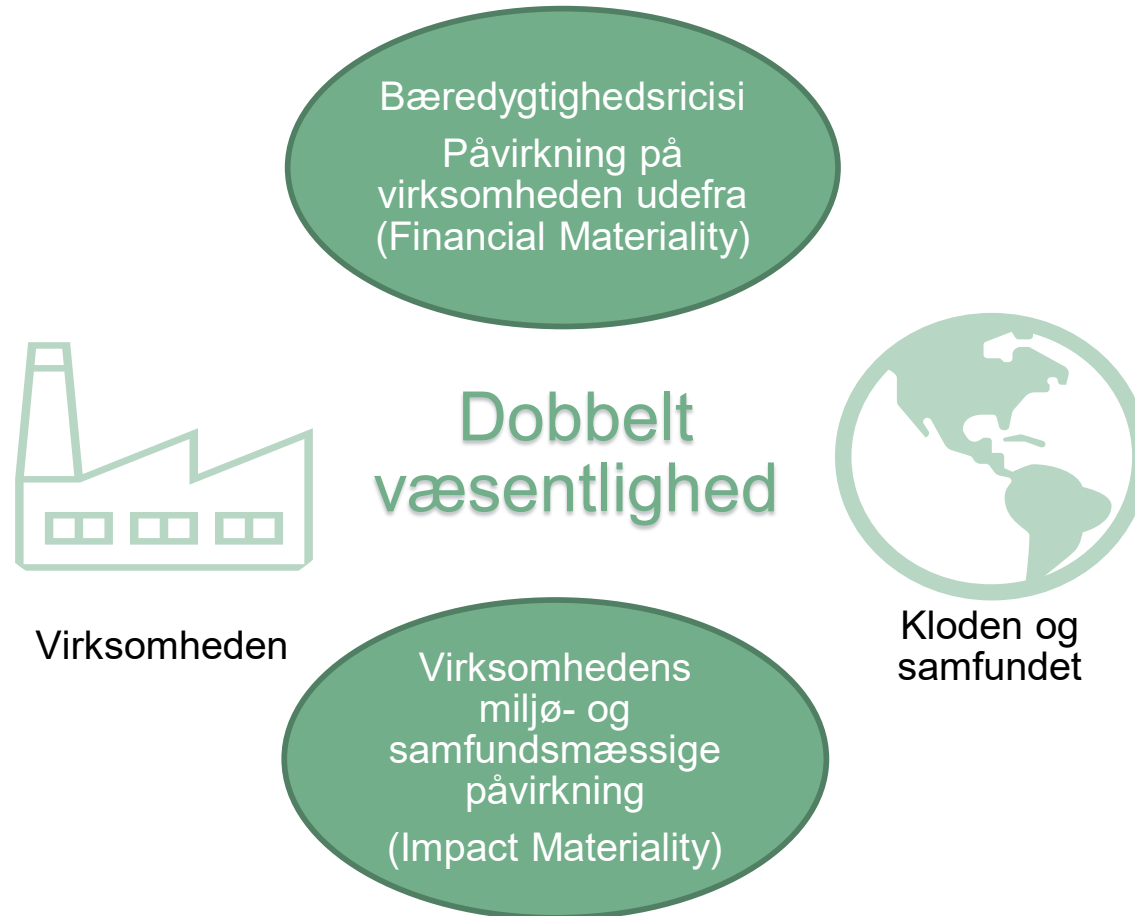 Bæredygtighedsricisi
Påvirkning på
virksomheden udefra
(Financial Materiality)
Dobbelt
væsentlighed
Virksomheden
Kloden og
samfundet
Virksomhedens
miljø- og
samfundsmæssige
påvirkning
(Impact Materiality)